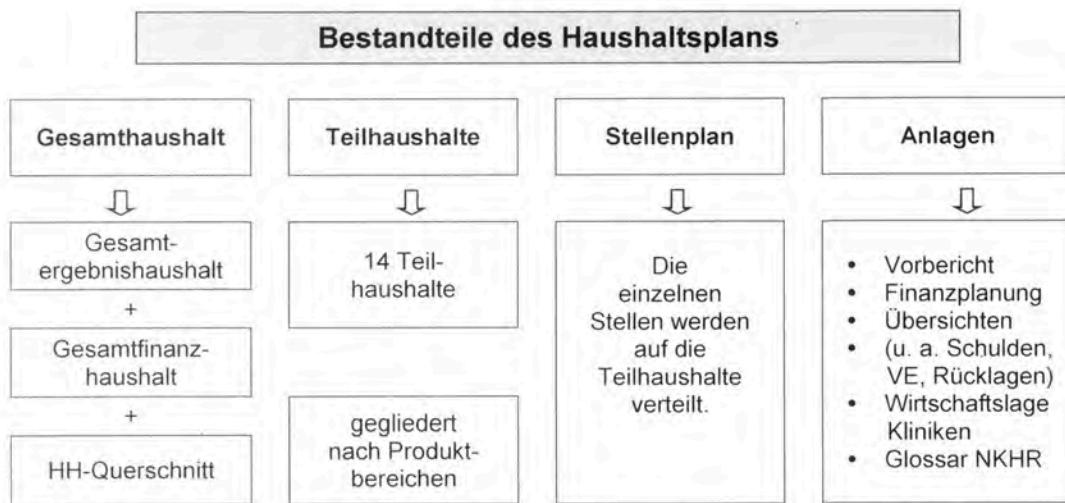 Bestandteile des Haushaltsplans
Gesamthaushalt
Gesamt-
ergebnishaushalt
+
Gesamtfinanz-
haushalt
+
HH-Querschnitt
Teilhaushalte
14 Teil-
haushalte
gegliedert
nach Produkt-
bereichen
Stellenplan
Die
einzelnen
Stellen werden
auf die
Teilhaushalte
verteilt.
Anlagen
• Vorbericht
• Finanzplanung
• Übersichten
• (u. a. Schulden,
VE, Rücklagen)
• Wirtschaftslage
Kliniken
• Glossar NKHR